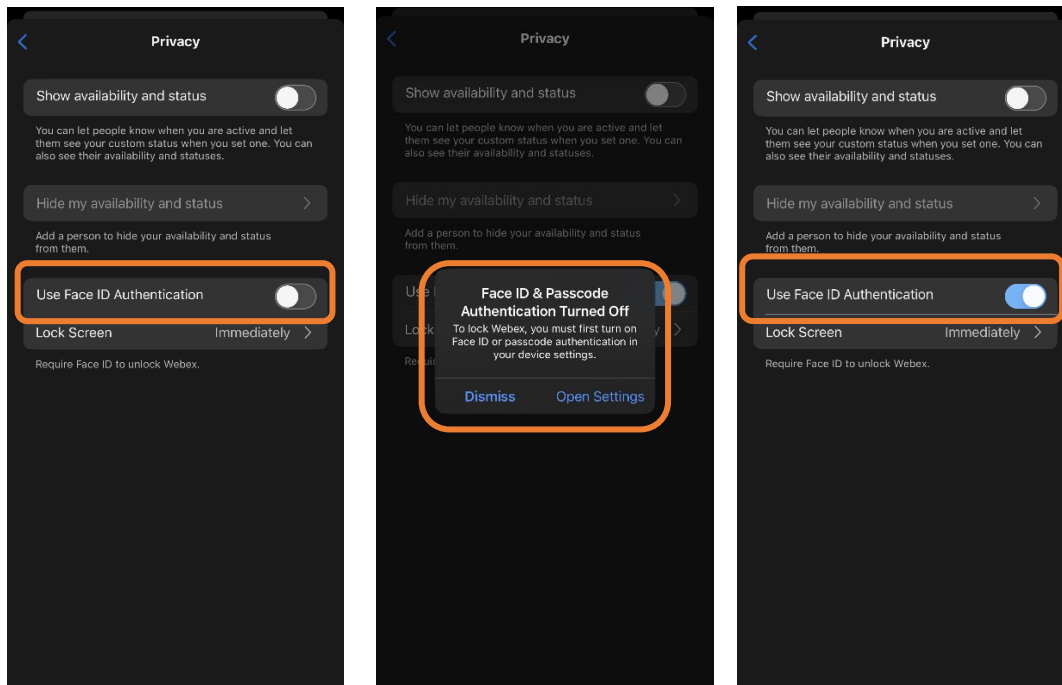 Privacy
Show availability and status
You can let people know when you are active and let
them see your custom status when you set one. You can
also see their availability and statuses.
Hide my availability and status
Add a person to hide your availability and status
from them.
Use Face ID Authentication
Lock Screen Immediately
Require Face ID to unlock Webex.
Privacy
Show availability and status
You can let people know when you are active and let
them see your custom status when you set one. You can
also see their availability and statuses.
Hide my availability and status
Add a person to hide your availability and status
from them.
Use
Face ID & Passcode
Authentication Turned Off
Lock
To lock Webex, you must first turn on
Face ID or passcode authentication in
your device settings.
Dismiss Open Settings
Privacy
Show availability and status
You can let people know when you are active and let
them see your custom status when you set one. You can
also see their availability and statuses.
Hide my availability and status
Add a person to hide your availability and status
from them.
Use Face ID Authentication
Lock Screen Immediately
Require Face ID to unlock Webex.